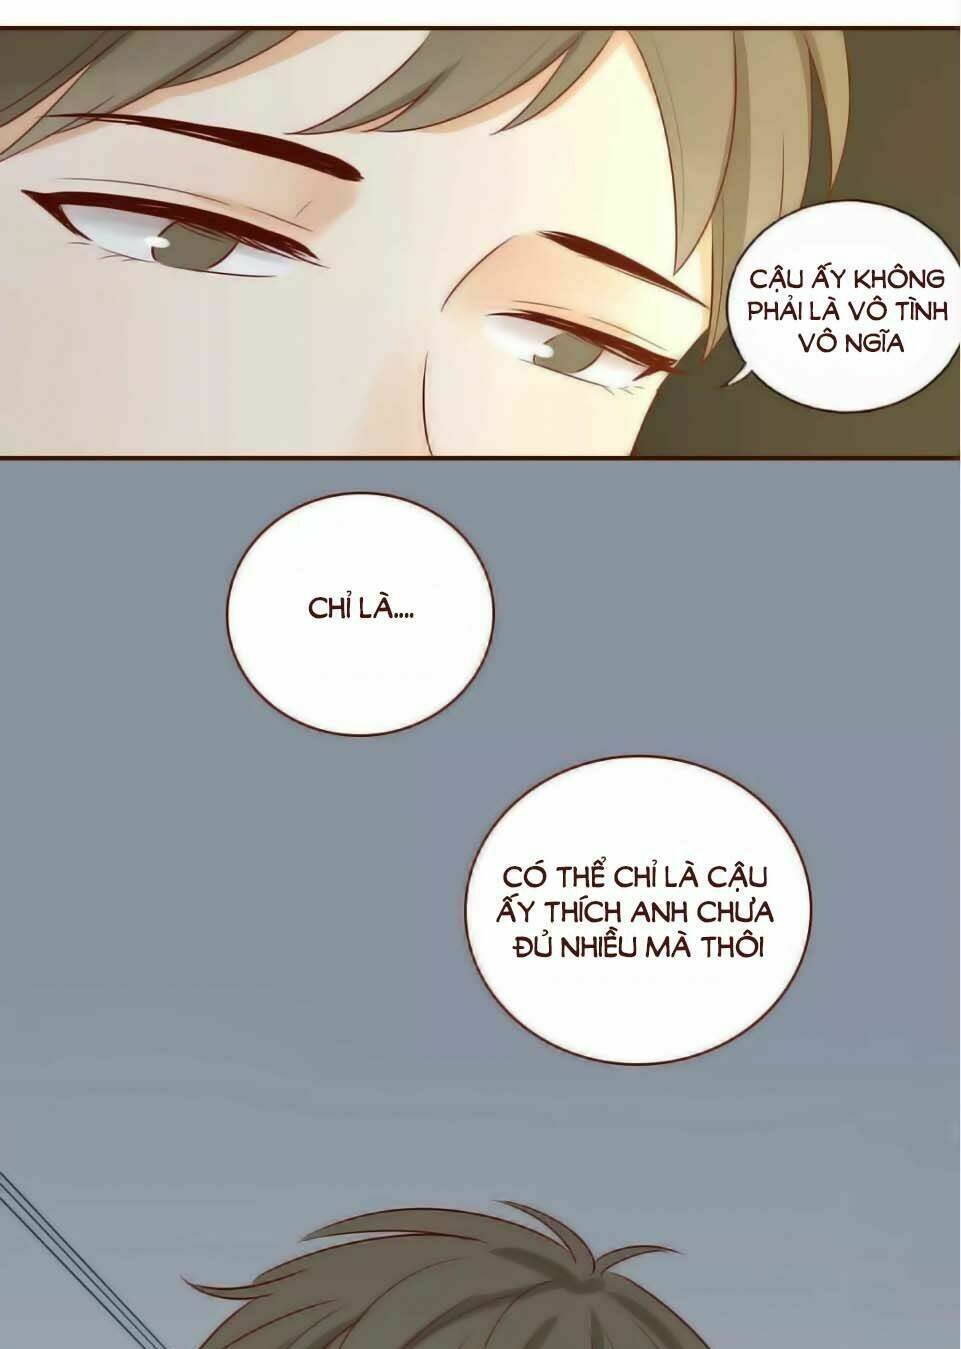 CẬU ẤY KHÔNG
PHẢI LÀ VÔ TÌNH
VÔ NGĨA
CHỈ LÀ....
CÓ THỂ CHỈ LÀ CẬU
ẤY THÍCH ANH CHƯA
ĐỦ NHIỀU MÀ THÔI